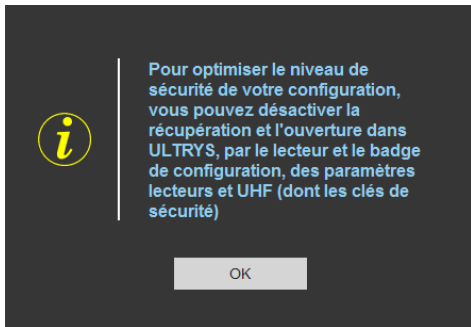 Pour optimiser le niveau de
sécurité de votre configuration,
vous pouvez désactiver la
récupération et l'ouverture dans
ULTRYS, par le lecteur et le badge
de configuration, des paramètres
lecteurs et UHF (dont les clés de
sécurité)
OK